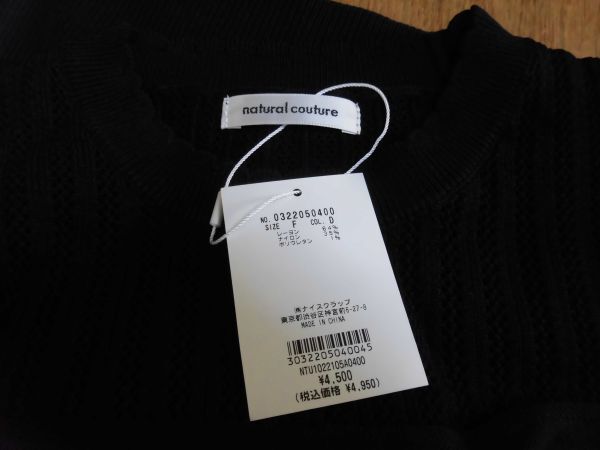 natural couture
NO. 0322050400
SIZE F COL. D
レーヨン 64%
ナイロン 35%
ポリウレタン 1%
㈱ナイスクラップ
東京都渋谷区神宮前6-27-8
MADE IN CHINA
3032205040045
NTU1022105A0400
¥4,500
(税込価格 ¥4,950)